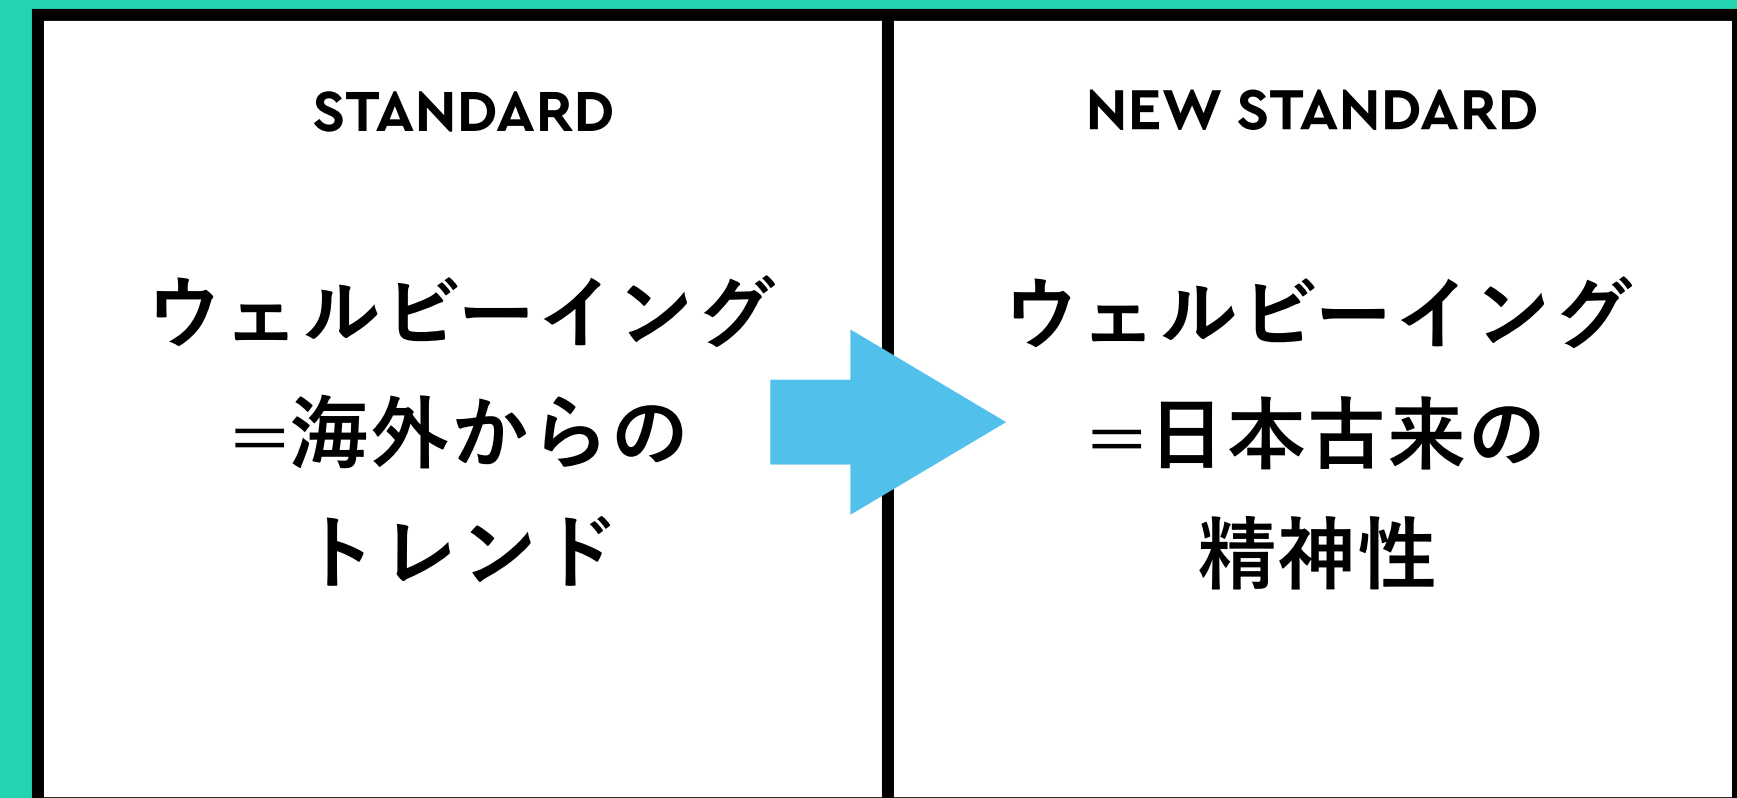 STANDARD
ウェルビーイング
=海外からの
トレンド
NEW STANDARD
ウェルビーイング
=日本古来の
精神性